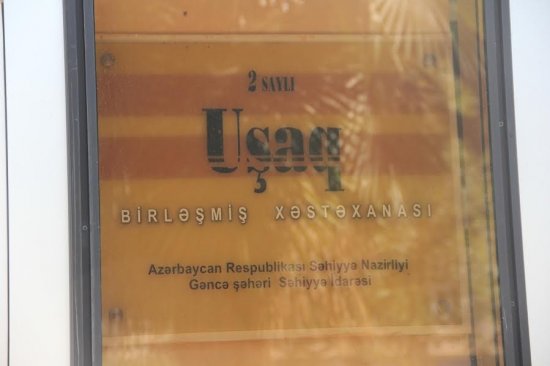 2 SAYLI
Uşaq
BİRLƏŞMİŞ XƏSTƏXANASI
Azərbaycan Respublikası Səhiyyə Nazirliyi
Gəncə şəhəri Səhiyyə İdarəsi